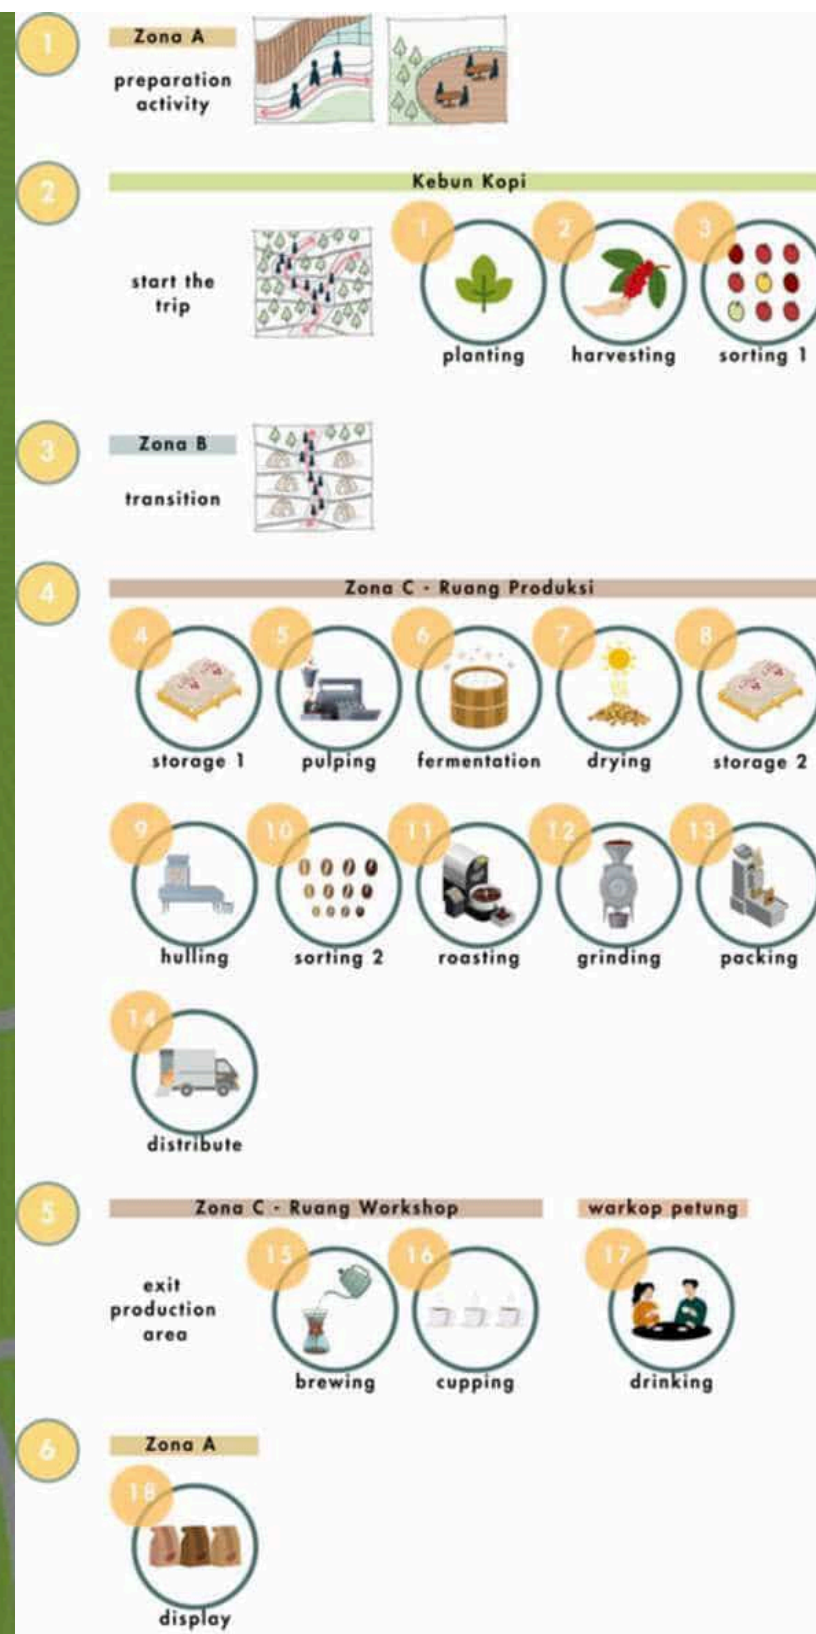 1
Zona A
preparation
activity
2
Kebun Kopi
start the
trip
1
2
3
planting
harvesting
sorting 1
3
Zona B
transition
4
Zona C - Ruang Produksi
4
5
6
7
8
storage 1
pulping
fermentation
drying
storage 2
9
10
11
12
13
hulling
sorting 2
roasting
grinding
packing
14
distribute
5
Zona C - Ruang Workshop
warkop petung
exit
production
area
15
16
17
brewing
cupping
drinking
6
Zona A
18
display